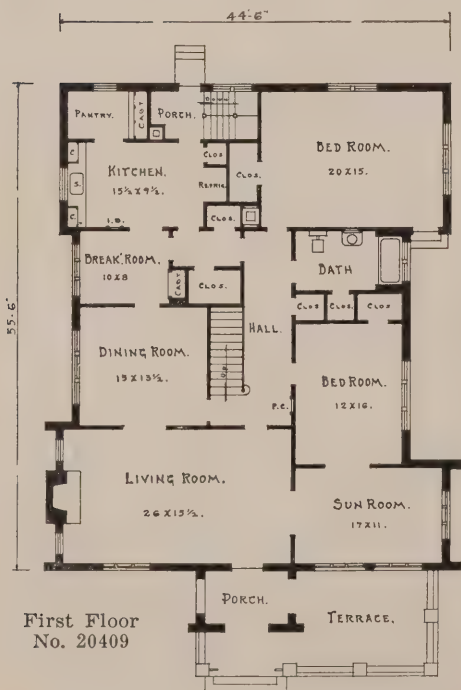 44'-6"
PANTRY.
CABT
PORCH.
DOWN
C.
S.
C.
KITCHEN.
15½ X 9½.
I.B.
CLOS
REFRIG.
CLOS.
CLOS.
BED ROOM.
20 X 15.
BREAK. ROOM.
10 X 8
CABT
CLOS.
BATH
CLOS
CLOS.
CLOS
HALL.
UP.
DINING ROOM.
15 X 13½.
BED ROOM.
12 X 16.
P.C.
55'-6"
LIVING ROOM.
26 X 15½.
SUN ROOM.
17 X 11.
PORCH.
TERRACE.
First Floor
No. 20409